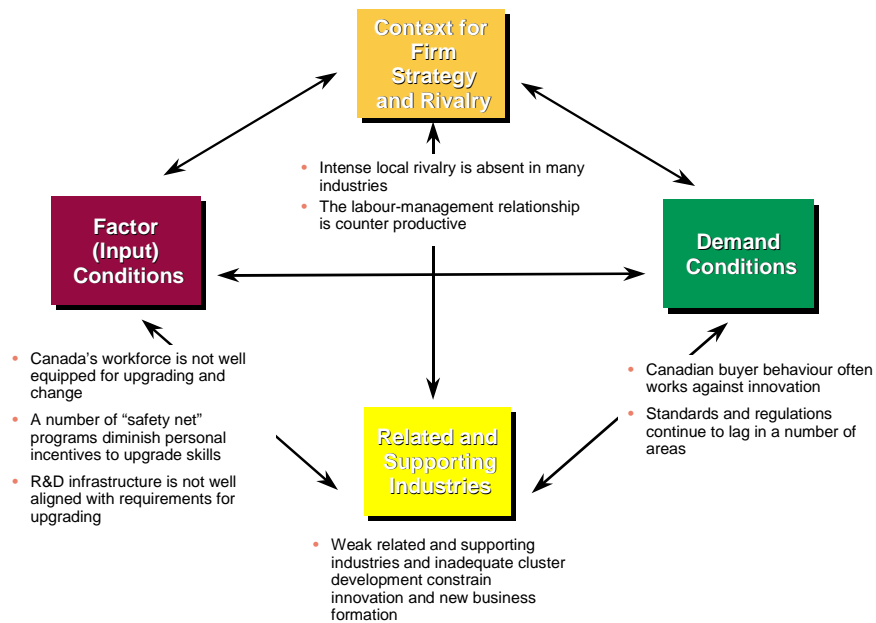 Context for
Firm
Strategy
and Rivalry
• Intense local rivalry is absent in many
industries
• The labour-management relationship
is counter productive
Factor
(Input)
Conditions
Demand
Conditions
• Canada's workforce is not well
equipped for upgrading and
change
• A number of “safety net”
programs diminish personal
incentives to upgrade skills
• R&D infrastructure is not well
aligned with requirements for
upgrading
• Canadian buyer behaviour often
works against innovation
• Standards and regulations
continue to lag in a number of
areas
Related and
Supporting
Industries
• Weak related and supporting
industries and inadequate cluster
development constrain
innovation and new business
formation